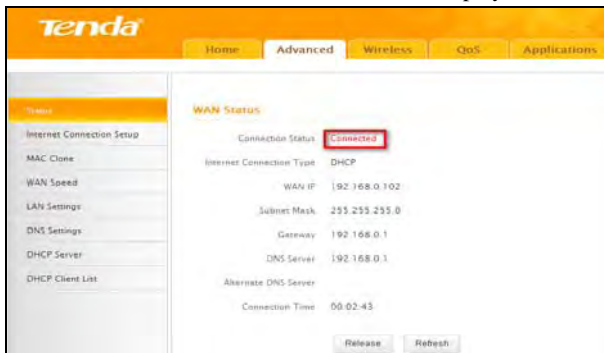 Tenda
Home Advanced Wireless QoS Applications
Status
Internet Connection Setup
MAC Clone
WAN Speed
LAN Settings
DNS Settings
DHCP Server
DHCP Client List
WAN Status
Connection Status Connected
Internet Connection Type DHCP
WAN IP 192.168.0.102
Subnet Mask 255.255.255.0
Gateway 192.168.0.1
DNS Server 192.168.0.1
Alternate DNS Server
Connection Time 00:02:43
Release Refresh